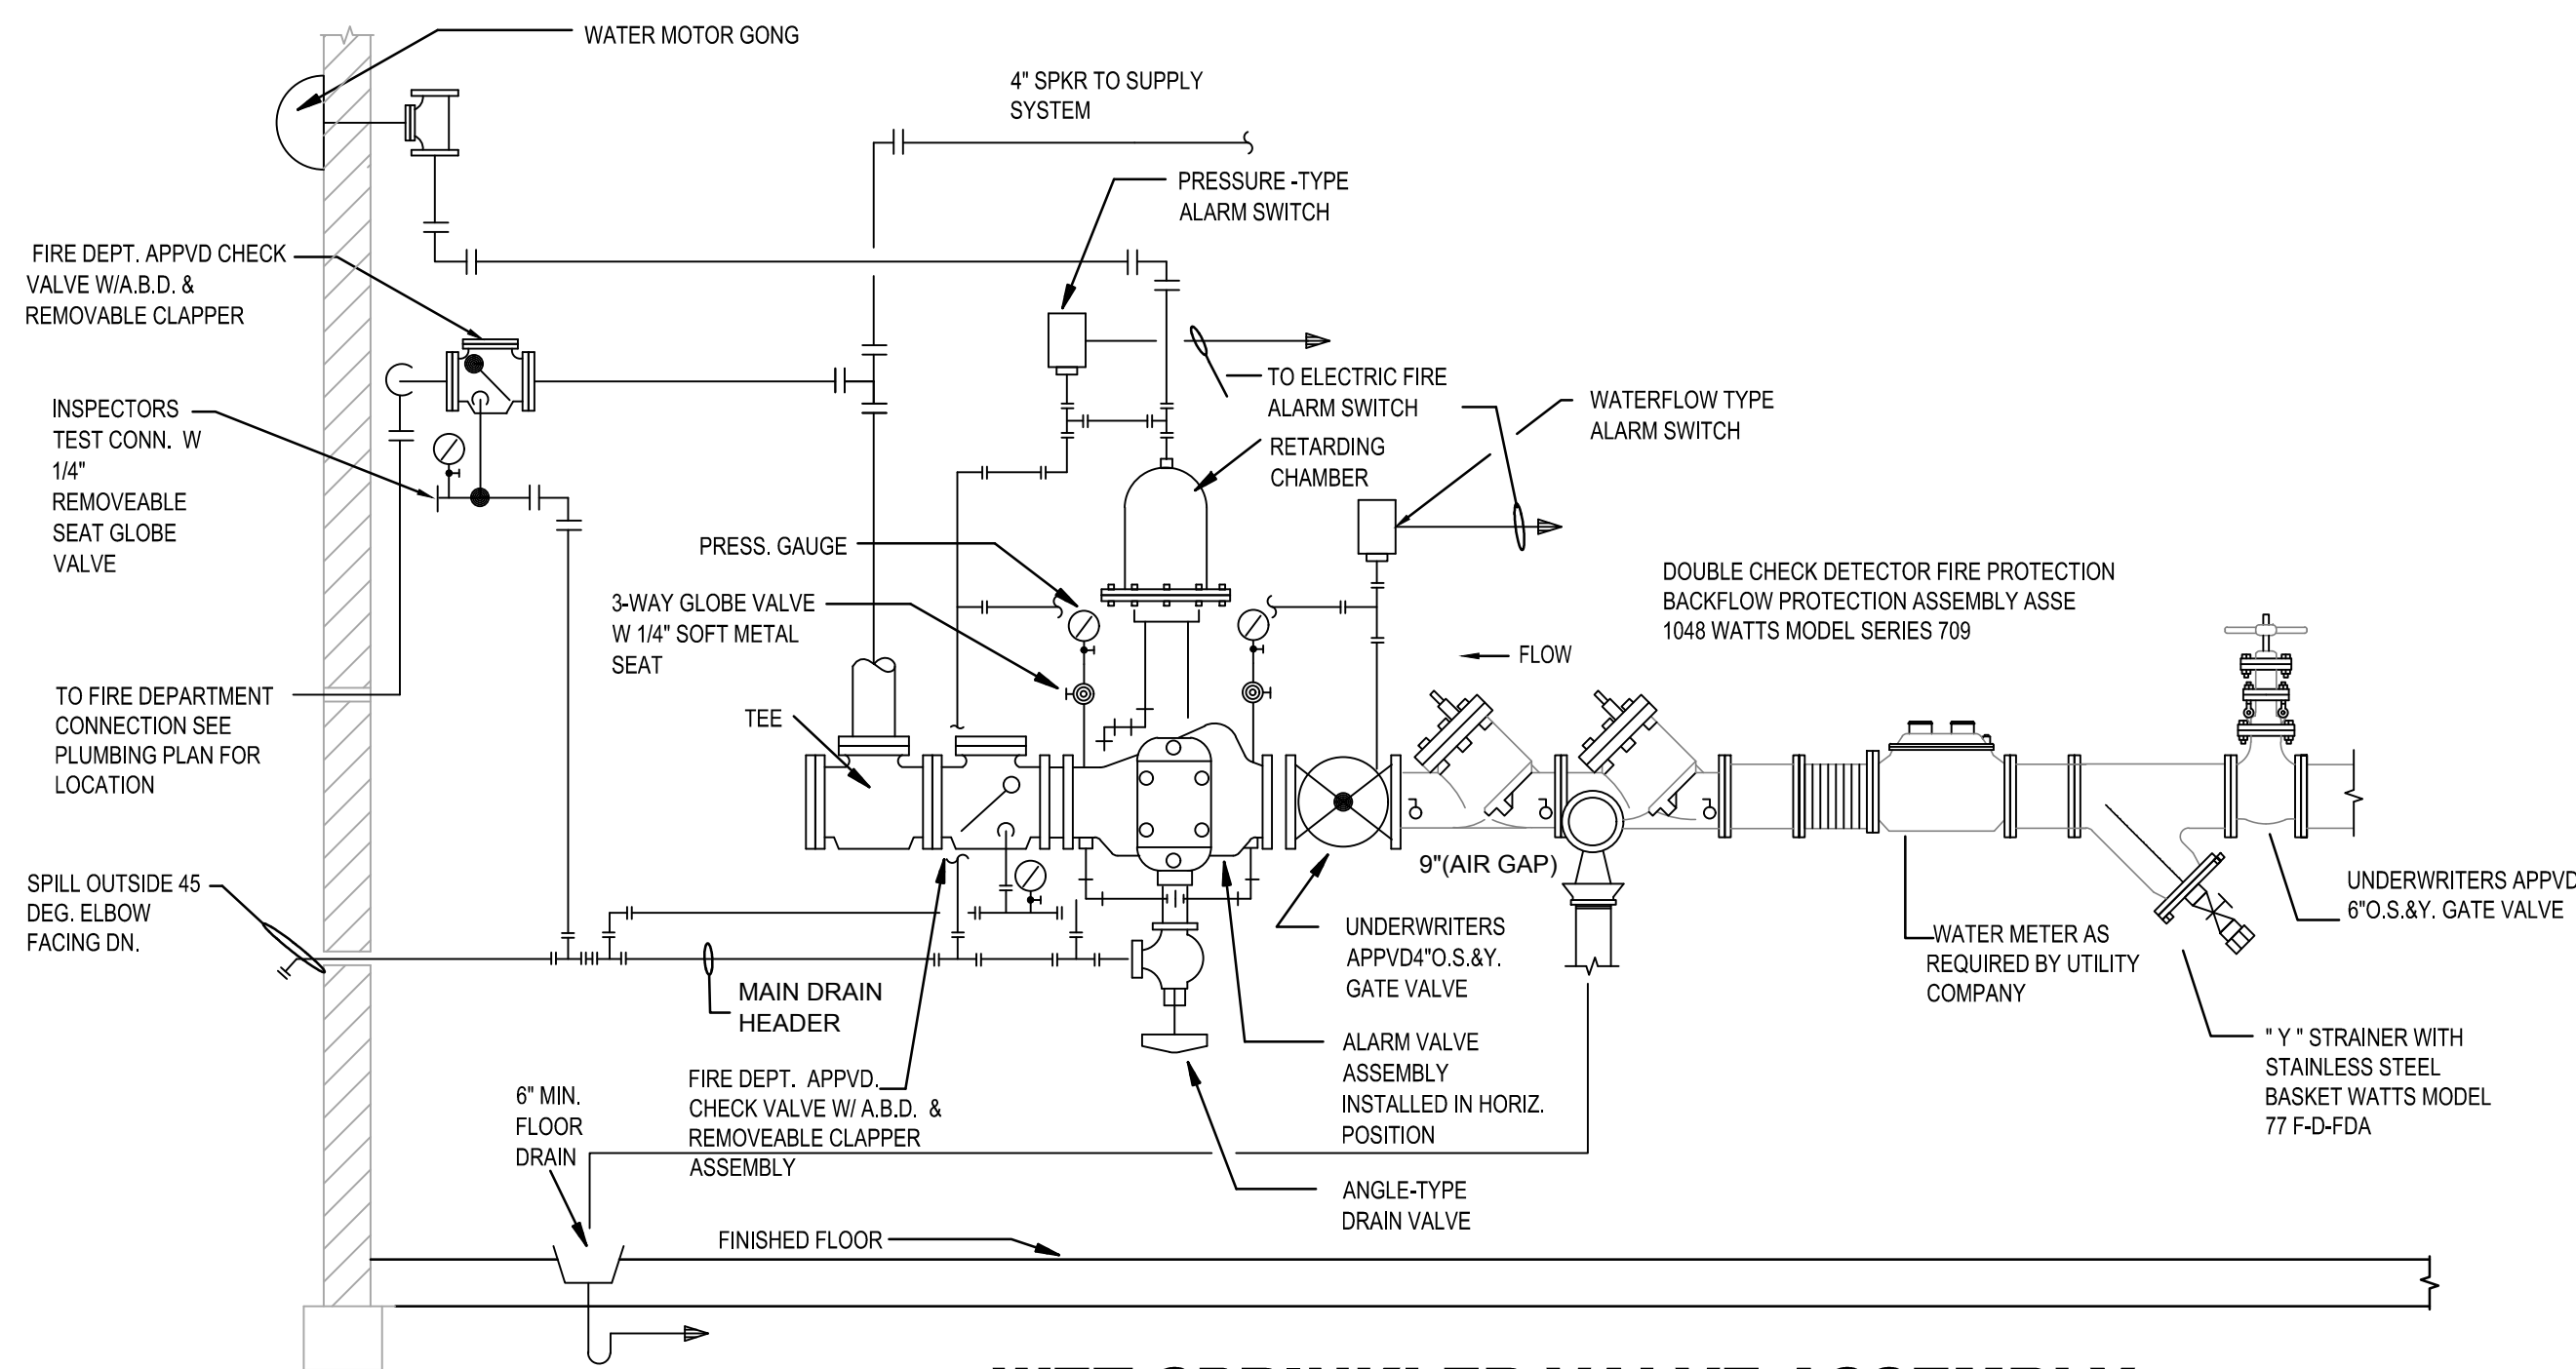 WATER MOTOR GONG
4" SPKR TO SUPPLY
SYSTEM
PRESSURE -TYPE
ALARM SWITCH
FIRE DEPT. APPVD CHECK
VALVE W/A.B.D. &
REMOVABLE CLAPPER
TO ELECTRIC FIRE
ALARM SWITCH
WATERFLOW TYPE
ALARM SWITCH
INSPECTORS
TEST CONN. W
1/4"
REMOVEABLE
SEAT GLOBE
VALVE
RETARDING
CHAMBER
PRESS. GAUGE
3-WAY GLOBE VALVE
W 1/4" SOFT METAL
SEAT
DOUBLE CHECK DETECTOR FIRE PROTECTION
BACKFLOW PROTECTION ASSEMBLY ASSE
1048 WATTS MODEL SERIES 709
FLOW
TO FIRE DEPARTMENT
CONNECTION SEE
PLUMBING PLAN FOR
LOCATION
TEE
9"(AIR GAP)
SPILL OUTSIDE 45
DEG. ELBOW
FACING DN.
UNDERWRITERS APPVD
6"O.S.&Y. GATE VALVE
UNDERWRITERS
APPVD4"O.S.&Y.
GATE VALVE
WATER METER AS
REQUIRED BY UTILITY
COMPANY
MAIN DRAIN
HEADER
ALARM VALVE
ASSEMBLY
INSTALLED IN HORIZ.
POSITION
" Y " STRAINER WITH
STAINLESS STEEL
BASKET WATTS MODEL
77 F-D-FDA
FIRE DEPT. APPVD.
CHECK VALVE W/ A.B.D. &
REMOVEABLE CLAPPER
ASSEMBLY
6" MIN.
FLOOR
DRAIN
ANGLE-TYPE
DRAIN VALVE
FINISHED FLOOR
WET SPRINKLER VALVE ASSEMBLY